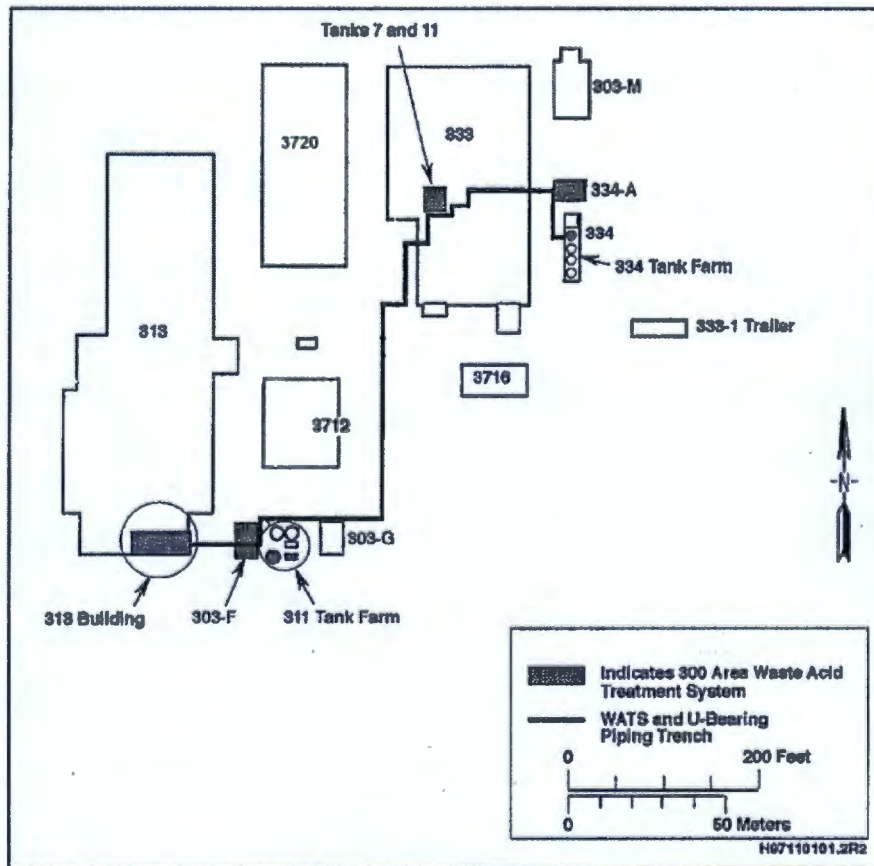 Tanks 7 and 11
303-M
3720
333
334-A
334
334 Tank Farm
313
333-1 Trailer
3716
3712
303-G
313 Building
303-F
311 Tank Farm
N
Indicates 300 Area Waste Acid
Treatment System
WATS and U-Bearing
Piping Trench
0 200 Feet
0 50 Meters
H97110101.2R2